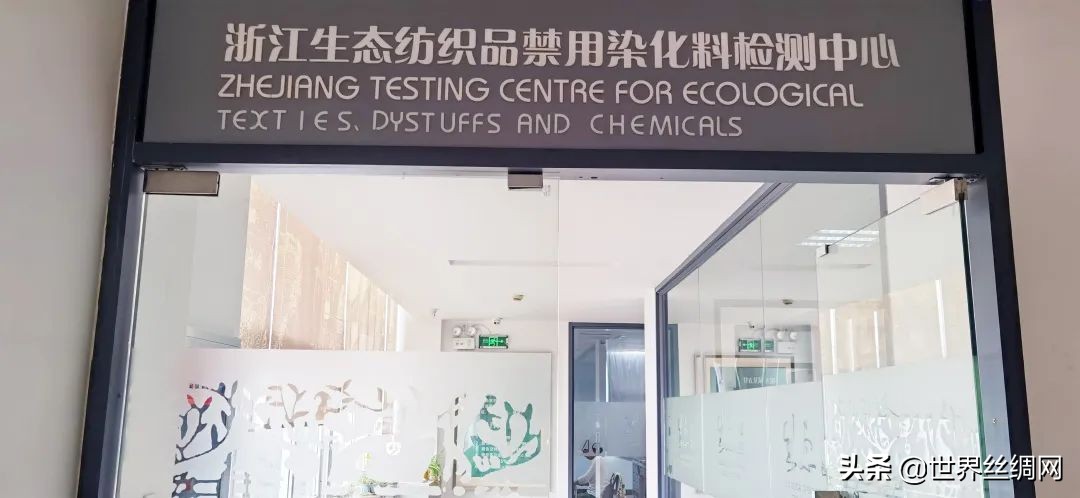 浙江生态纺织品禁用染化料检测中心
ZHEJIANG TESTING CENTRE FOR ECOLOGICAL
TEXT I E S、DYSTUFFS AND CHEMICALS
头条 @世界丝绸网